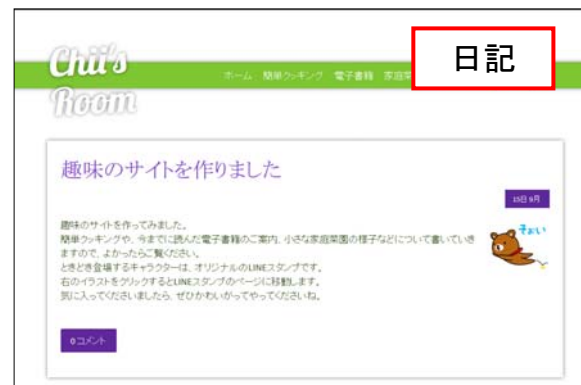 Chii's
Room
ホーム 簡単クッキング 電子書籍 家庭菜
日記
趣味のサイトを作りました
15日 9月
趣味のサイトを作ってみました。
簡単クッキングや、今までに読んだ電子書籍のご案内、小さな家庭菜園の様子などについて書いていき
ますので、よかったらご覧ください。
ときどき登場するキャラクターは、オリジナルのLINEスタンプです。
右のイラストをクリックするとLINEスタンプのページに移動します。
気に入ってくださいましたら、ぜひかわいがってやってくださいね。
0 コメント